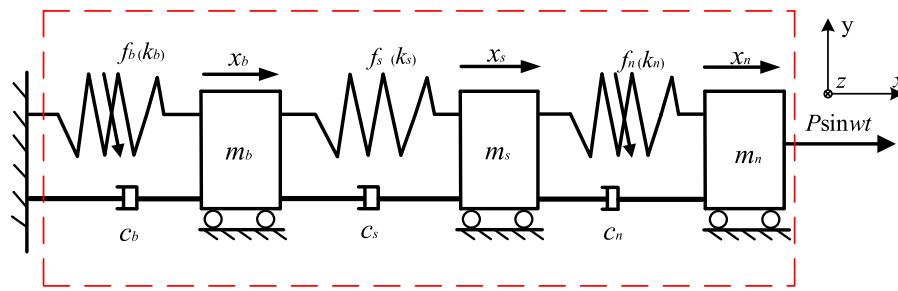 fb(kb)
xb
fs (ks)
xs
fn(kn)
xn
y
z
x
Psinwt
mb
ms
mn
cb
cs
cn